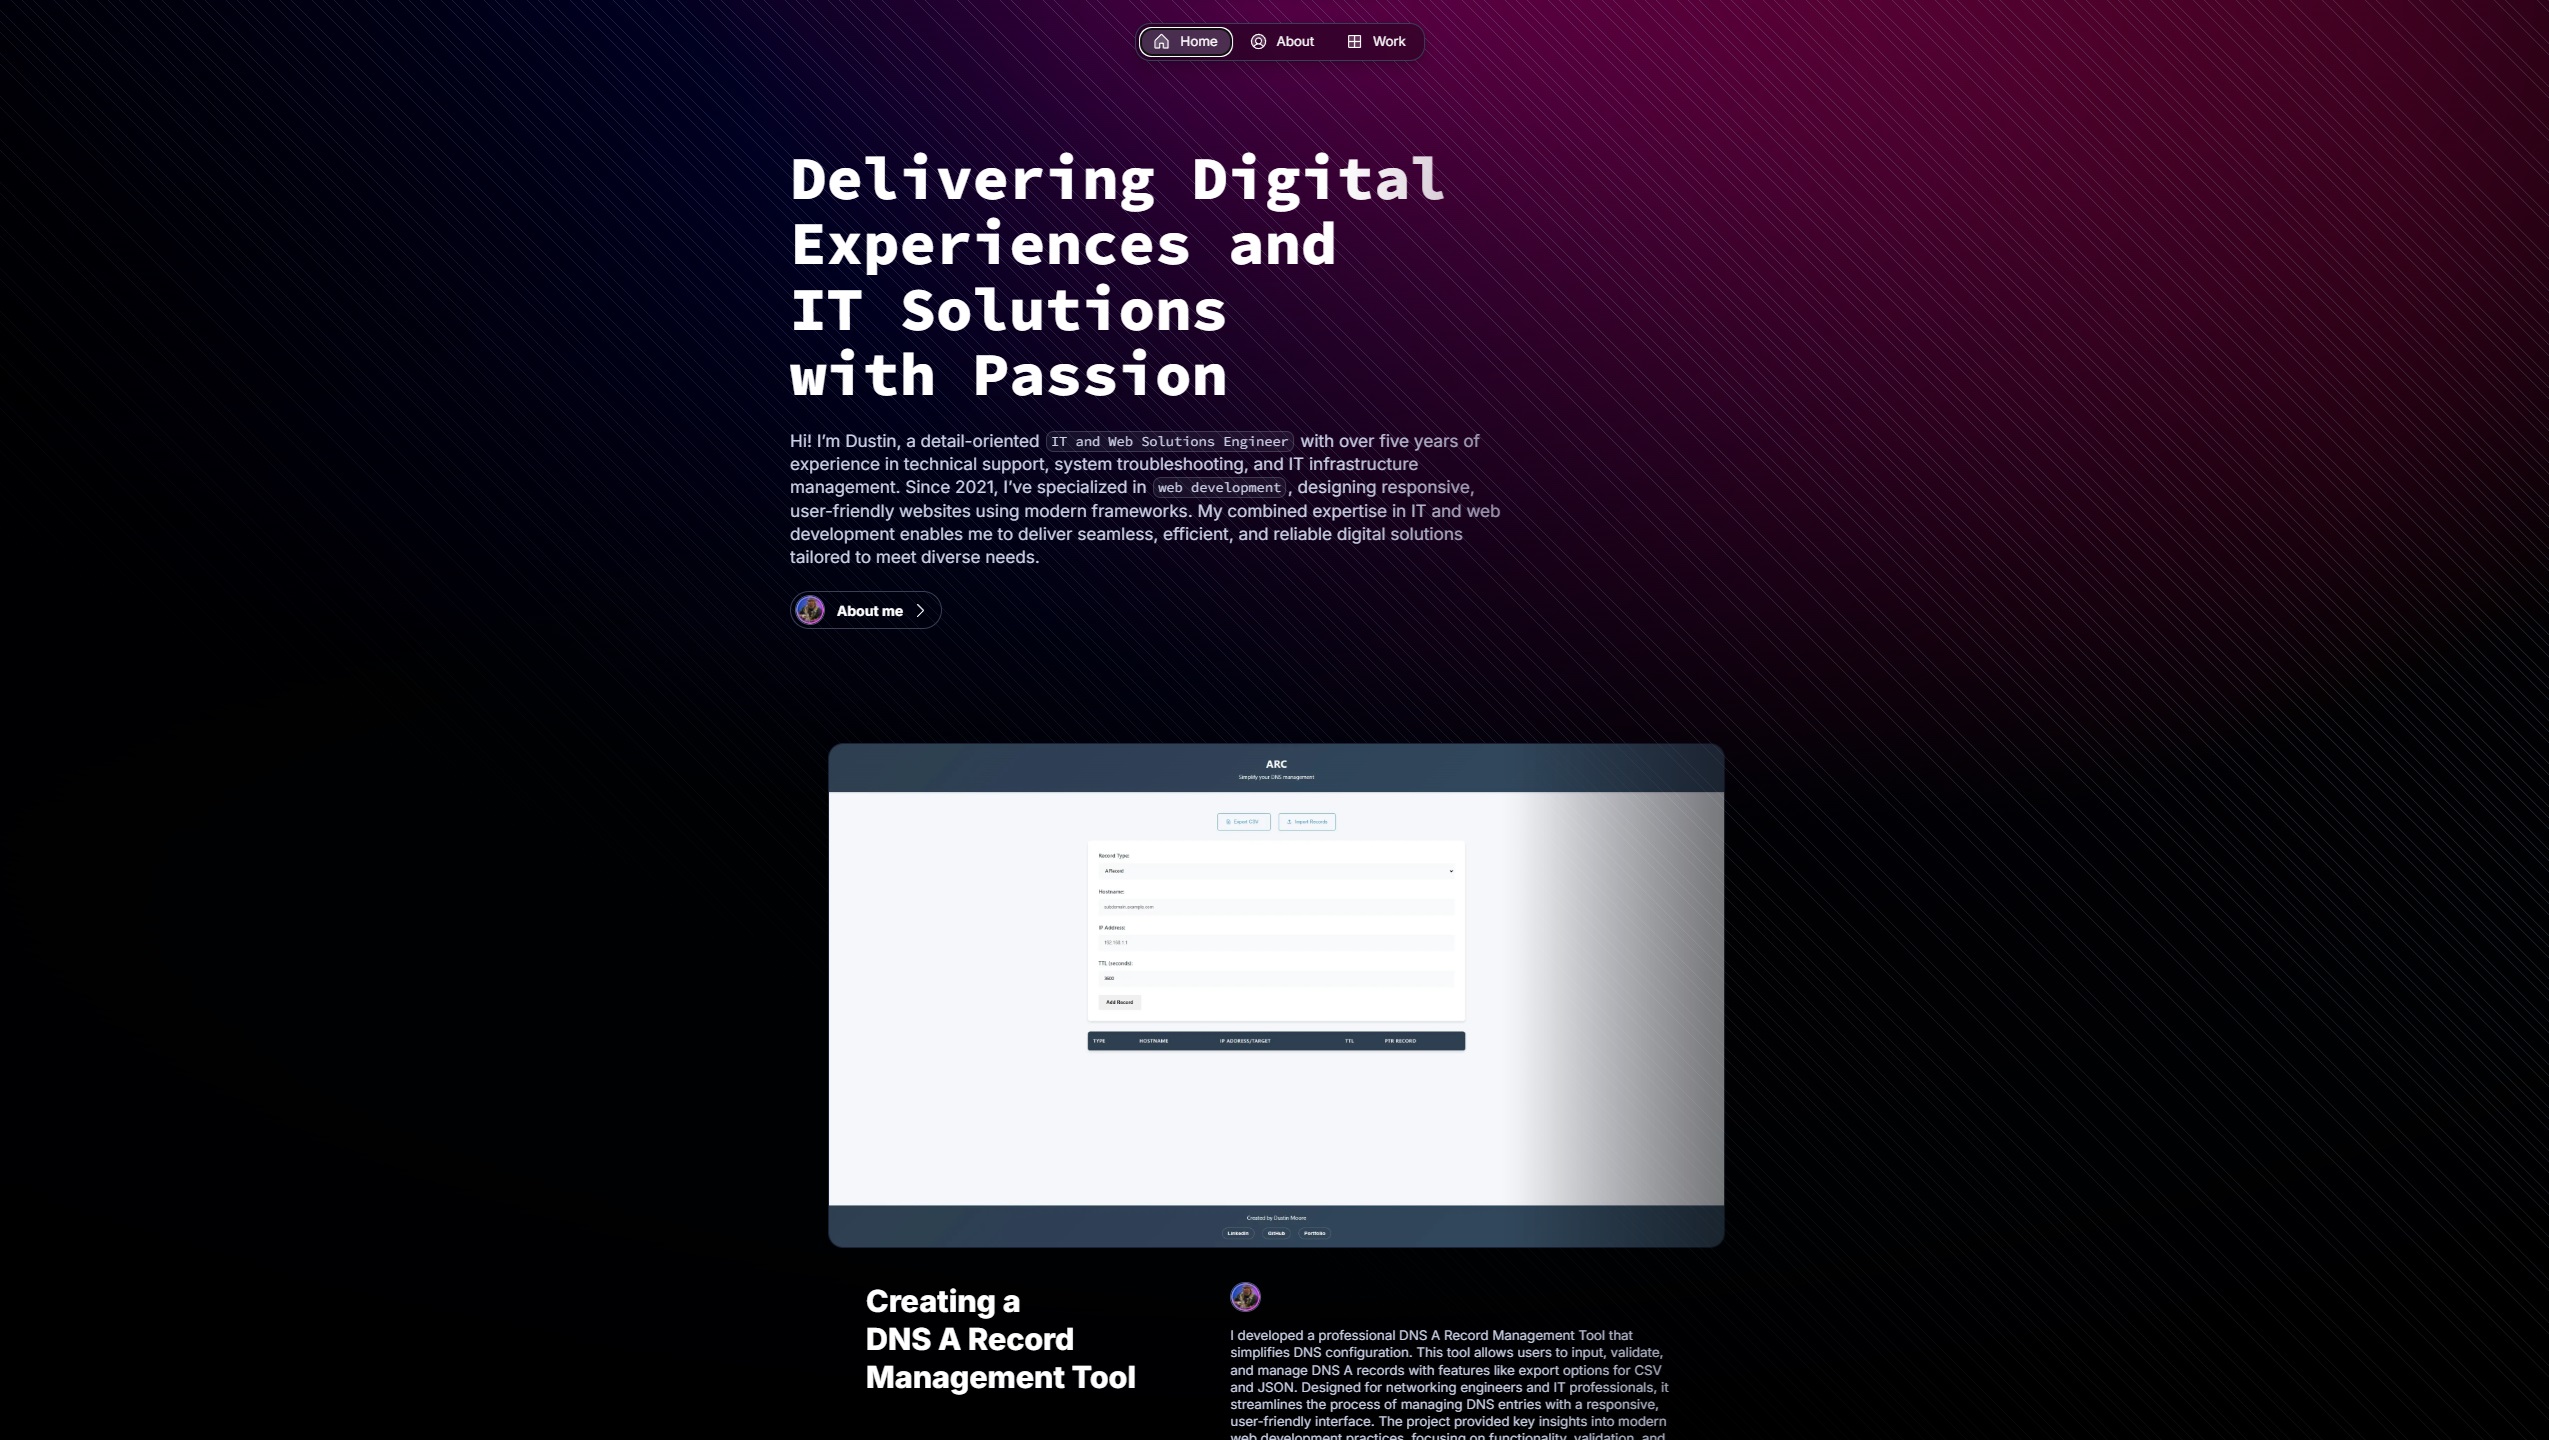 Home About Work
Delivering Digital
Experiences and
IT Solutions
with Passion
Hi! I’m Dustin, a detail-oriented IT and Web Solutions Engineer with over five years of
experience in technical support, system troubleshooting, and IT infrastructure
management. Since 2021, I’ve specialized in web development, designing responsive,
user-friendly websites using modern frameworks. My combined expertise in IT and web
development enables me to deliver seamless, efficient, and reliable digital solutions
tailored to meet diverse needs.
About me
ARC
Simplify your DNS management
Export CSV Import Records
Record Type:
A Record
Hostname:
subdomain.example.com
IP Address:
192.168.1.1
TTL (seconds):
3600
Add Record
TYPE HOSTNAME IP ADDRESS/TARGET TTL PTR RECORD
Created by Dustin Moore
LinkedIn GitHub Portfolio
Creating a
DNS A Record
Management Tool
I developed a professional DNS A Record Management Tool that
simplifies DNS configuration. This tool allows users to input, validate,
and manage DNS A records with features like export options for CSV
and JSON. Designed for networking engineers and IT professionals, it
streamlines the process of managing DNS entries with a responsive,
user-friendly interface. The project provided key insights into modern
web development practices, focusing on functionality, validation, and